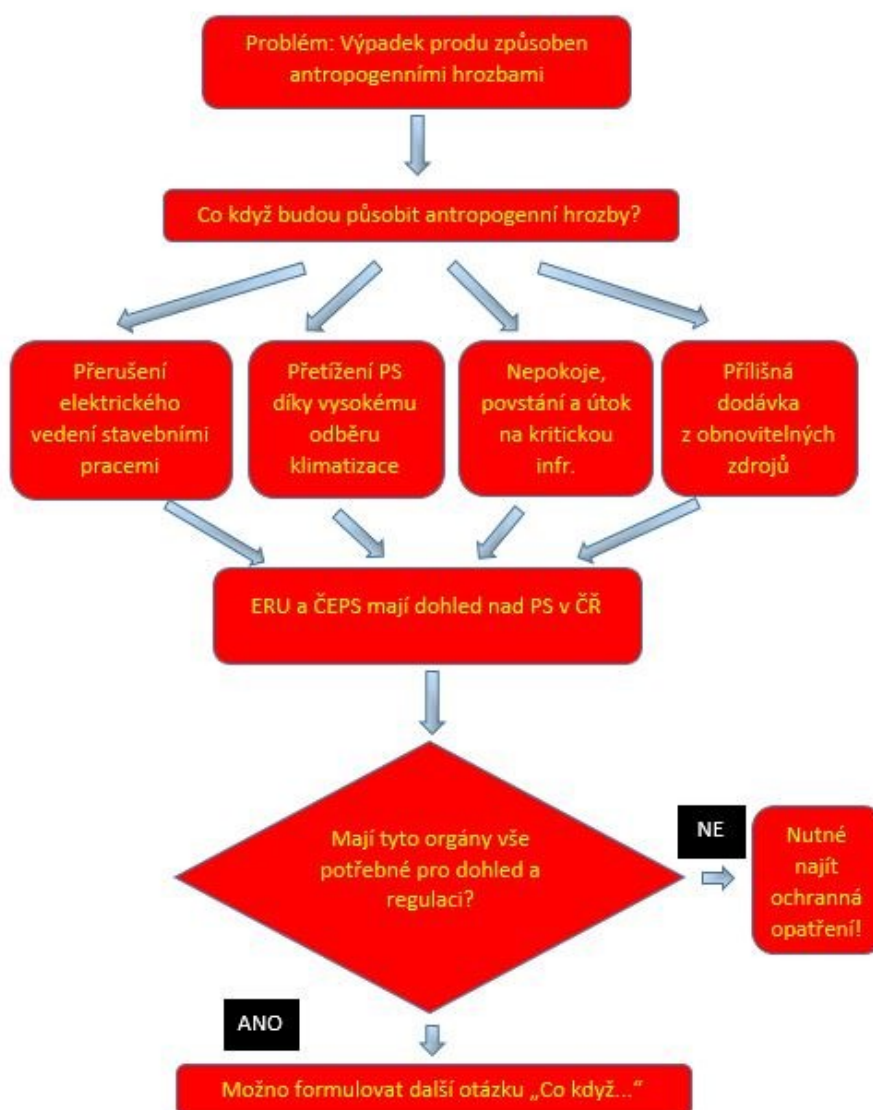 Problém: Výpadek produ způsoben
antropogenními hrozbami
Co když budou působit antropogenní hrozby?
Přerušení
elektrického
vedení stavebními
pracemi
Přetížení PS
díky vysokému
odběru
klimatizace
Nepokoje,
povstání a útok
na kritickou
infr.
Přílišná
dodávka
z obnovitelných
zdrojů
ERU a ČEPS mají dohled nad PS v ČŘ
Mají tyto orgány vše
potřebné pro dohled a
regulaci?
NE
Nutné
najít
ochranná
opatření!
ANO
Možno formulovat další otázku „Co když...“